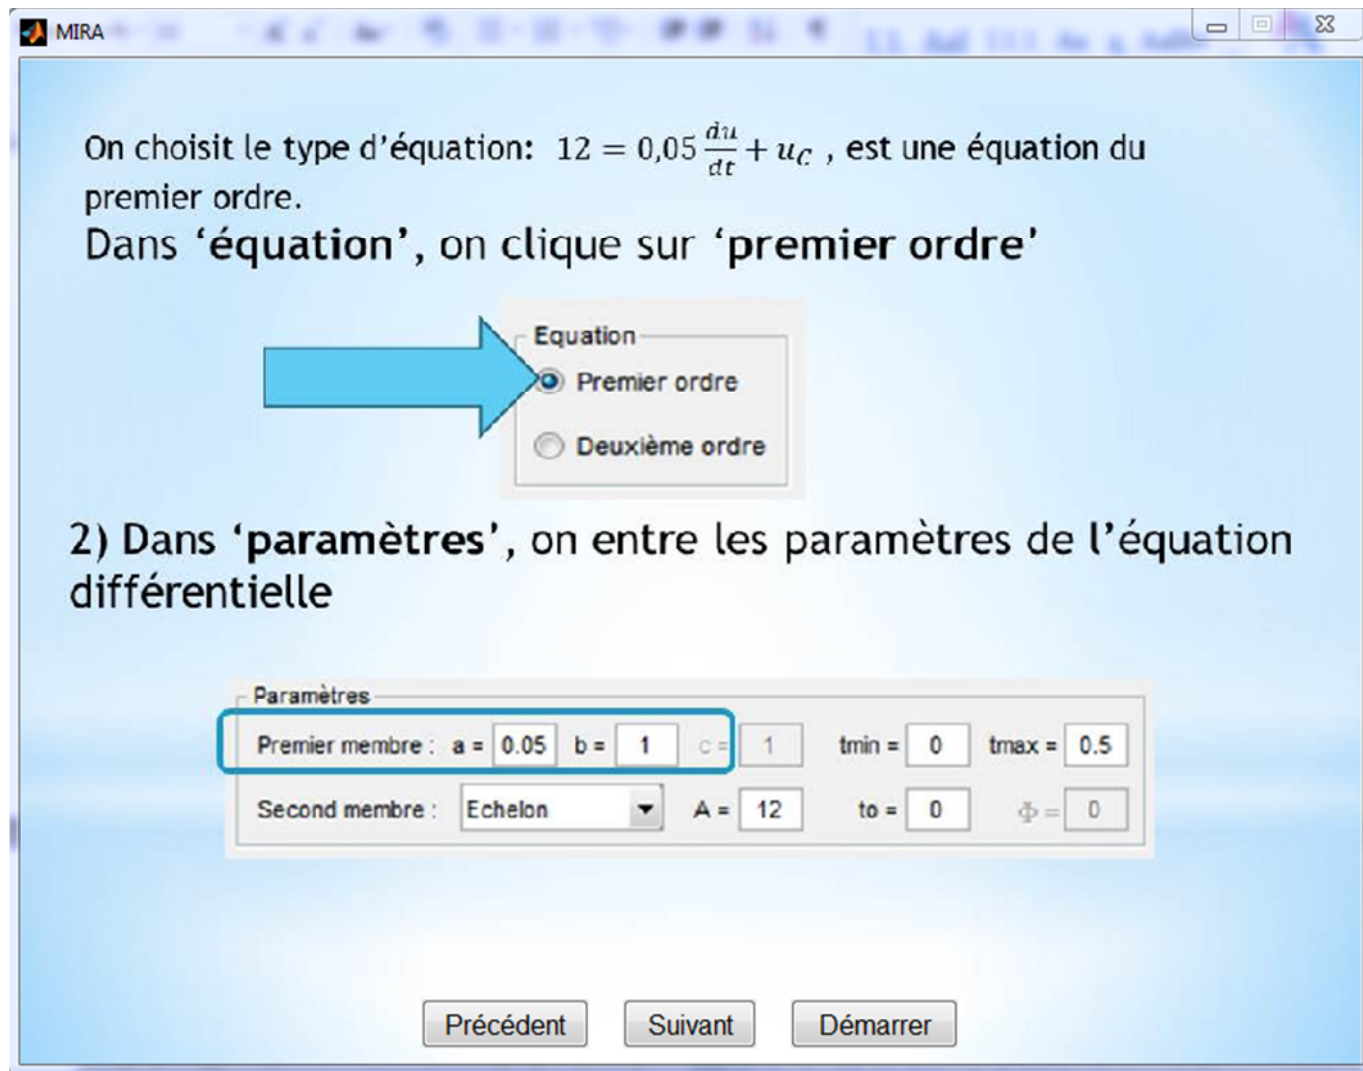 MIRA
On choisit le type d'équation: 12 = 0,05 du/dt + u_C , est une équation du
premier ordre.
Dans ‘équation’, on clique sur ‘premier ordre’
Equation
Premier ordre
Deuxième ordre
2) Dans ‘paramètres’, on entre les paramètres de l’équation
différentielle
Paramètres
Premier membre : a = 0.05 b = 1 c = 1 tmin = 0 tmax = 0.5
Second membre : Echelon A = 12 to = 0 Φ = 0
Précédent Suivant Démarrer